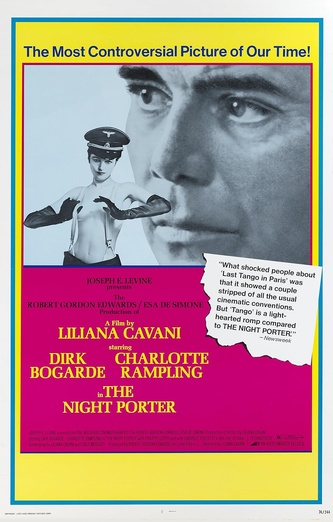 The Most Controversial Picture of Our Time!
"What shocked people about
'Last Tango in Paris' was
that it showed a couple
stripped of all the usual
cinematic conventions.
But 'Tango' is a light-
hearted romp compared
to THE NIGHT PORTER."
– Newsweek
JOSEPH E. LEVINE
presents
The
ROBERT GORDON EDWARDS / ESA DE SIMONE
Production of
A Film by
LILIANA CAVANI
starring
DIRK CHARLOTTE
BOGARDE RAMPLING
in THE
NIGHT PORTER